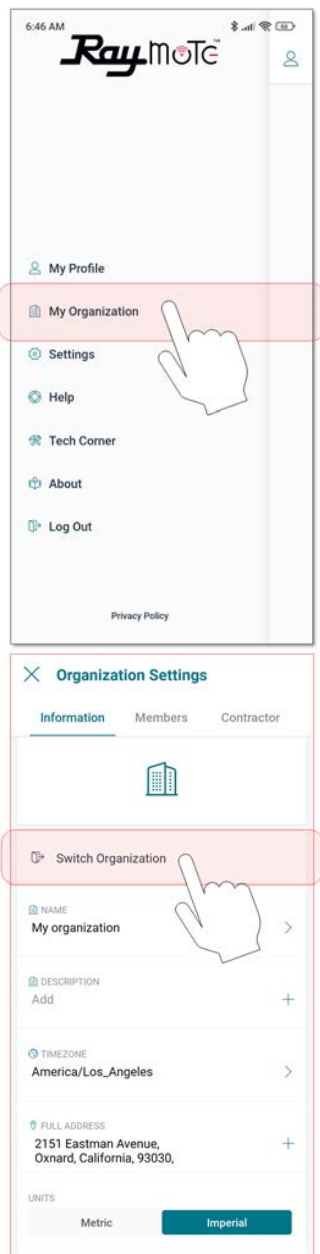 6:46 AM
56
RayMOTE™
My Profile
My Organization
Settings
Help
Tech Corner
About
Log Out
Privacy Policy
Organization Settings
Information Members Contractor
Switch Organization
NAME
My organization
DESCRIPTION
Add
TIMEZONE
America/Los_Angeles
FULL ADDRESS
2151 Eastman Avenue,
Oxnard, California, 93030,
UNITS
Metric Imperial